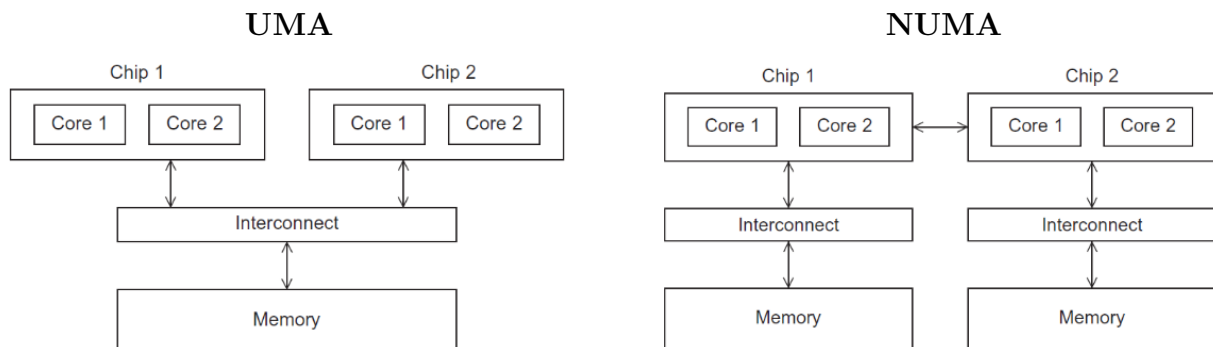 UMA
Chip 1 Chip 2
Core 1 Core 2 Core 1 Core 2
Interconnect
Memory
NUMA
Chip 1 Chip 2
Core 1 Core 2 Core 1 Core 2
Interconnect Interconnect
Memory Memory